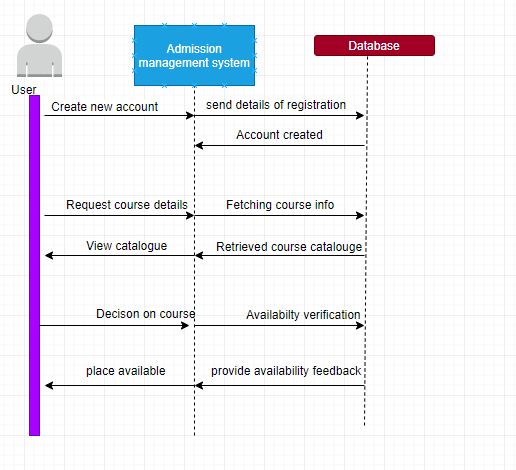 Admission
management system
Database
User
Create new account
send details of registration
Account created
Request course details
Fetching course info
View catalogue
Retrieved course catalouge
Decison on course
Availabilty verification
place available
provide availability feedback